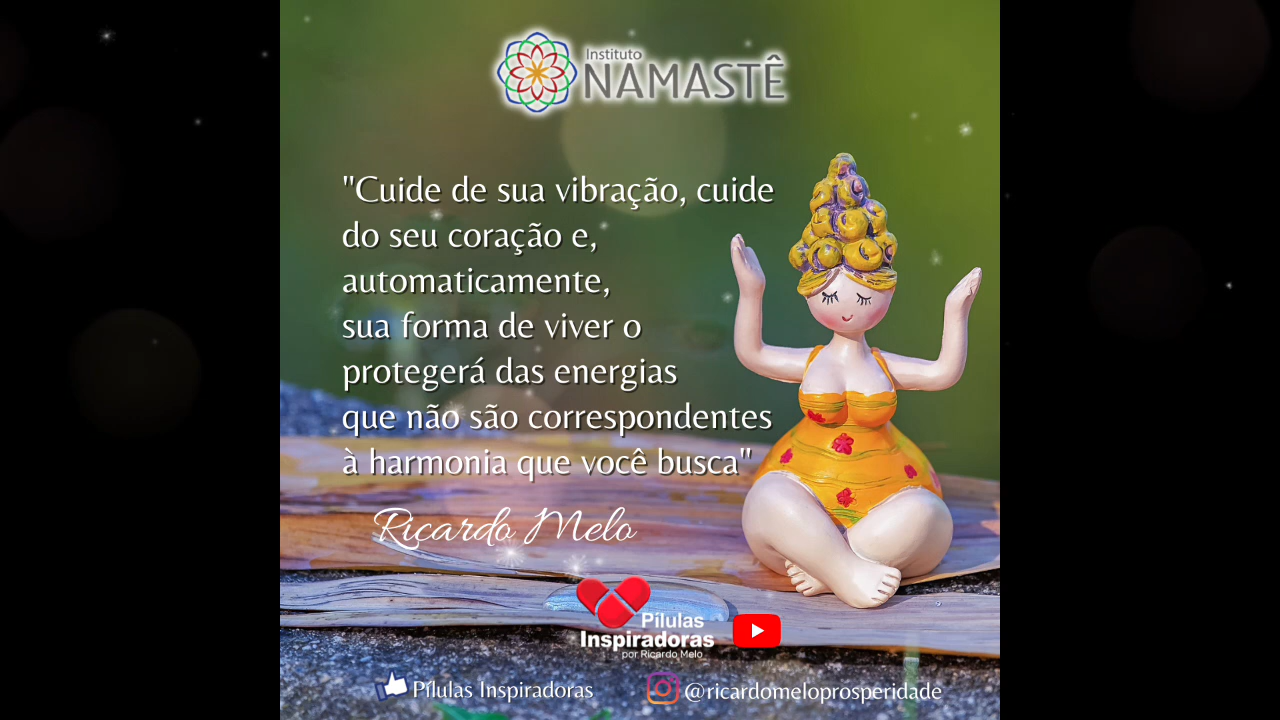 Instituto
NAMASTÊ
"Cuide de sua vibração, cuide
do seu coração e,
automaticamente,
sua forma de viver o
protegerá das energias
que não são correspondentes
à harmonia que você busca"
Ricardo Melo
Pílulas
Inspiradoras
por Ricardo Melo
Pílulas Inspiradoras
@ricardomeloprosperidade